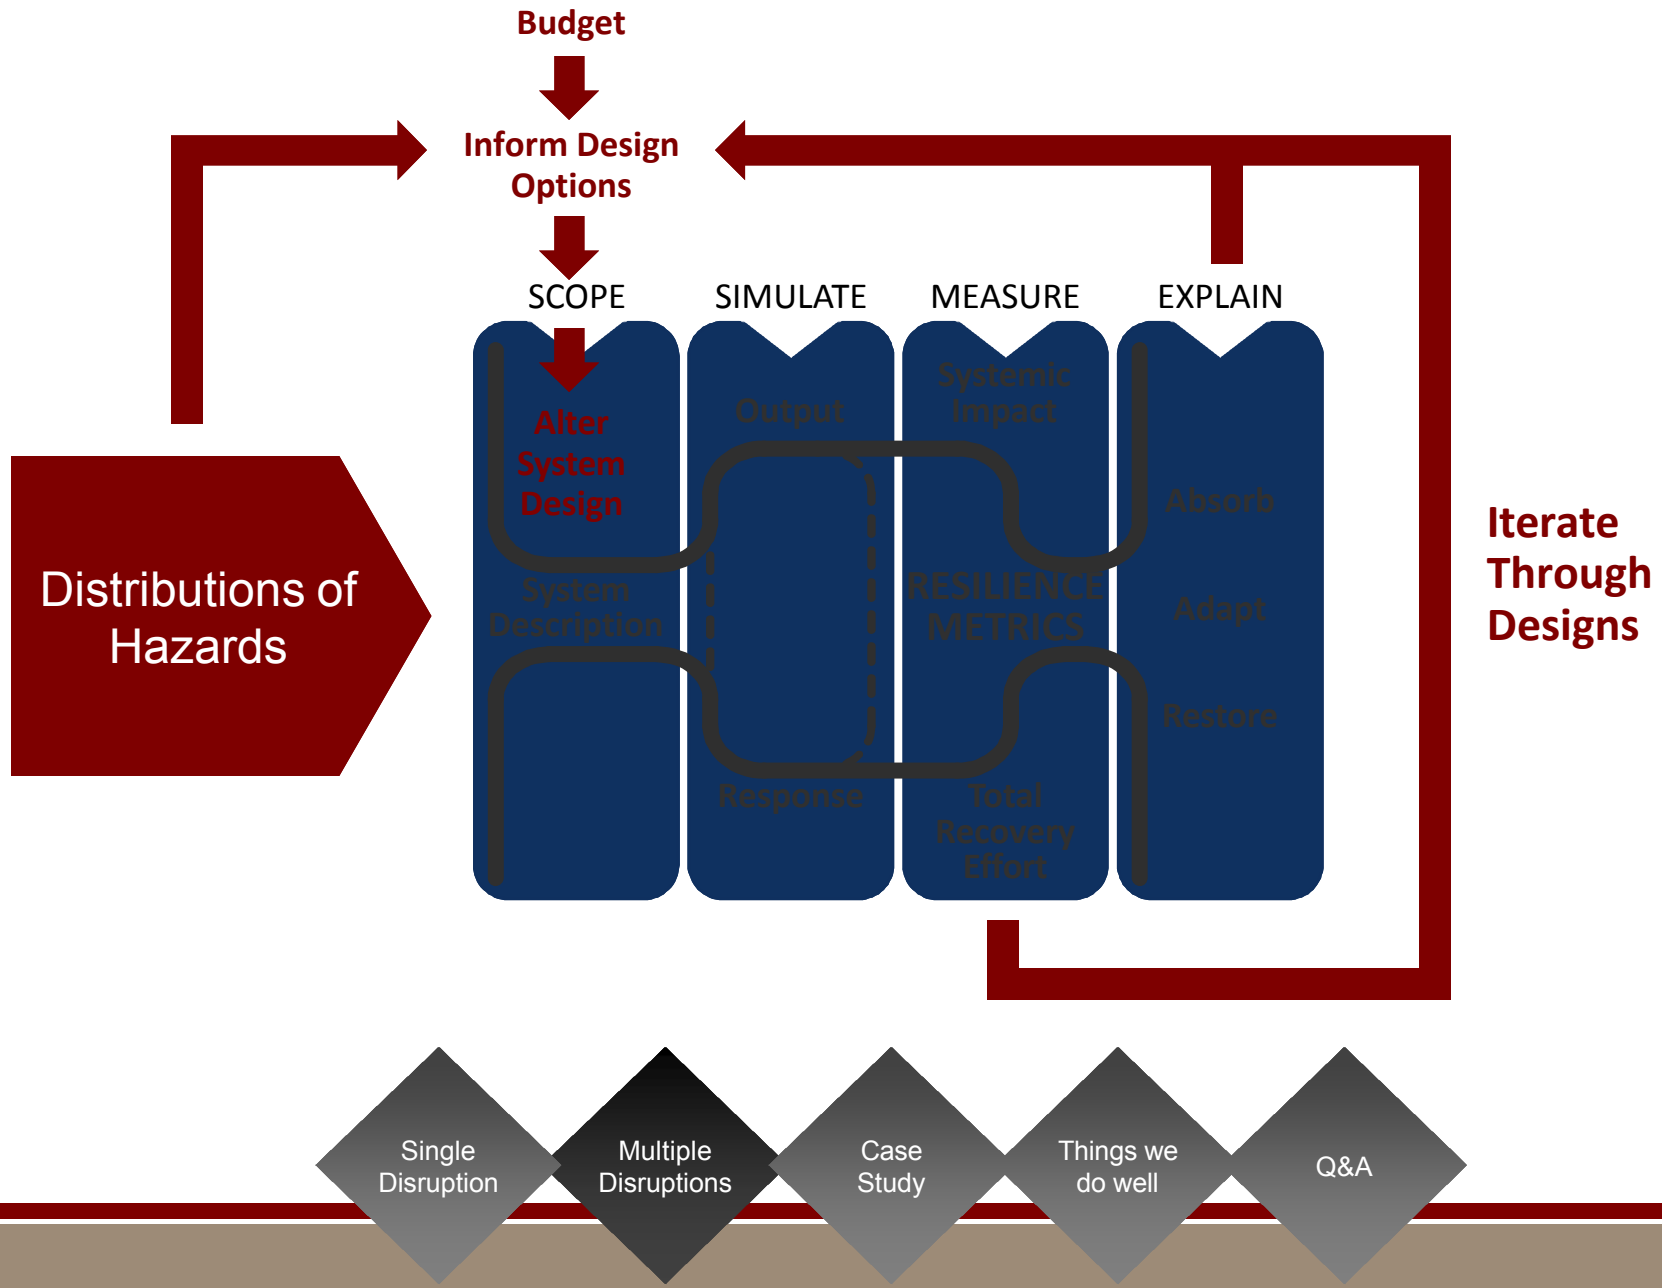 Budget
Inform Design
Options
SCOPE
SIMULATE
MEASURE
EXPLAIN
Alter
System
Design
System
Description
Output
Response
Systemic
Impact
RESILIENCE
METRICS
Total
Recovery
Effort
Absorb
Adapt
Restore
Distributions of
Hazards
Iterate
Through
Designs
Single
Disruption
Multiple
Disruptions
Case
Study
Things we
do well
Q&A